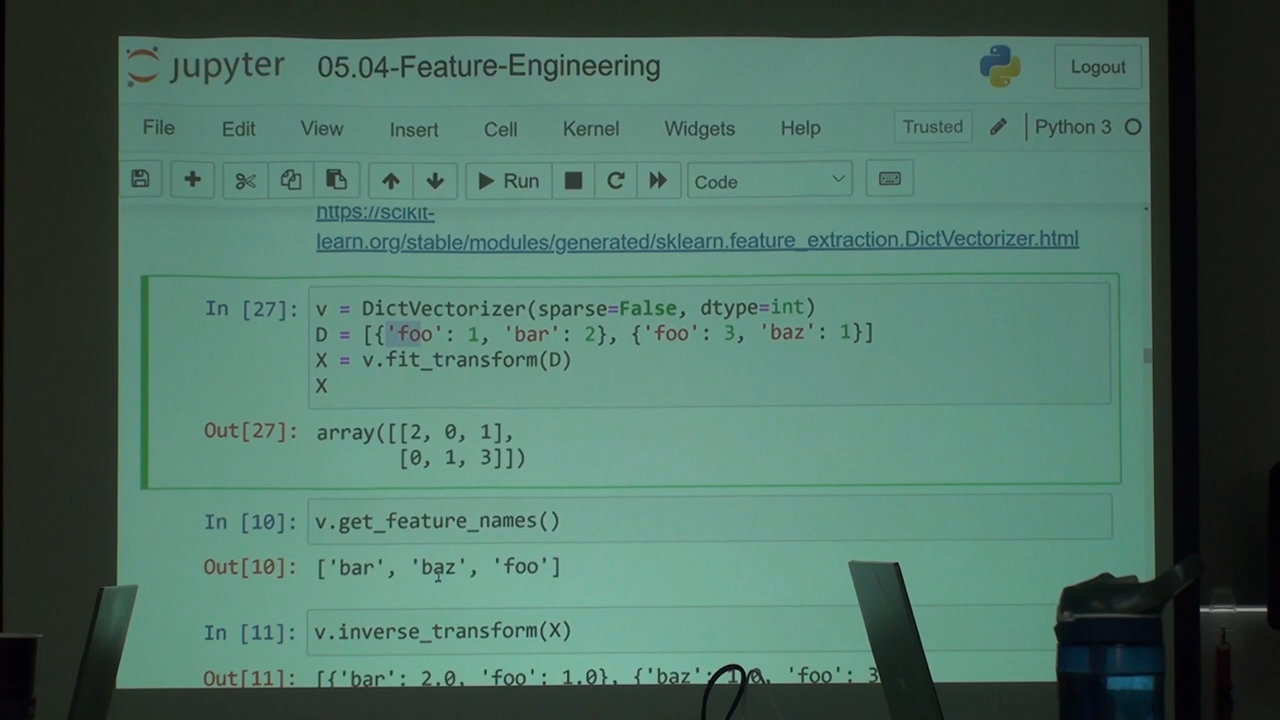 jupyter 05.04-Feature-Engineering Logout
File Edit View Insert Cell Kernel Widgets Help Trusted Python 3
Run Code
https://scikit-
learn.org/stable/modules/generated/sklearn.feature_extraction.DictVectorizer.html
In [27]: v = DictVectorizer(sparse=False, dtype=int)
D = [{'foo': 1, 'bar': 2}, {'foo': 3, 'baz': 1}]
X = v.fit_transform(D)
X
Out[27]: array([[2, 0, 1],
[0, 1, 3]])
In [10]: v.get_feature_names()
Out[10]: ['bar', 'baz', 'foo']
In [11]: v.inverse_transform(X)
Out[11]: [{'bar': 2.0, 'foo': 1.0}, {'baz': 1.0, 'foo': 3